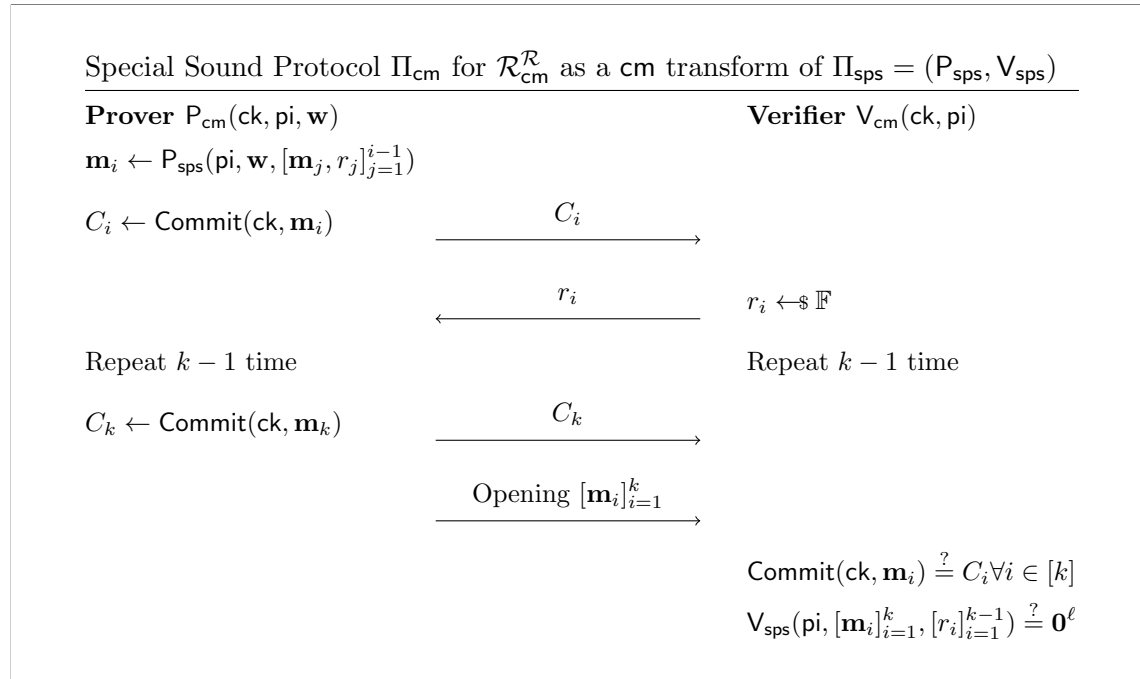 Special Sound Protocol Π_cm for R^R_cm as a cm transform of Π_sps = (P_sps, V_sps)
Prover P_cm(ck, pi, w) Verifier V_cm(ck, pi)
m_i ← P_sps(pi, w, [m_j, r_j]^{i−1}_{j=1})
C_i ← Commit(ck, m_i) C_i
r_i r_i ←$ 𝔽
Repeat k − 1 time Repeat k − 1 time
C_k ← Commit(ck, m_k) C_k
Opening [m_i]^k_{i=1}
Commit(ck, m_i) ≟ C_i ∀i ∈ [k]
V_sps(pi, [m_i]^k_{i=1}, [r_i]^{k−1}_{i=1}) ≟ 0^ℓ